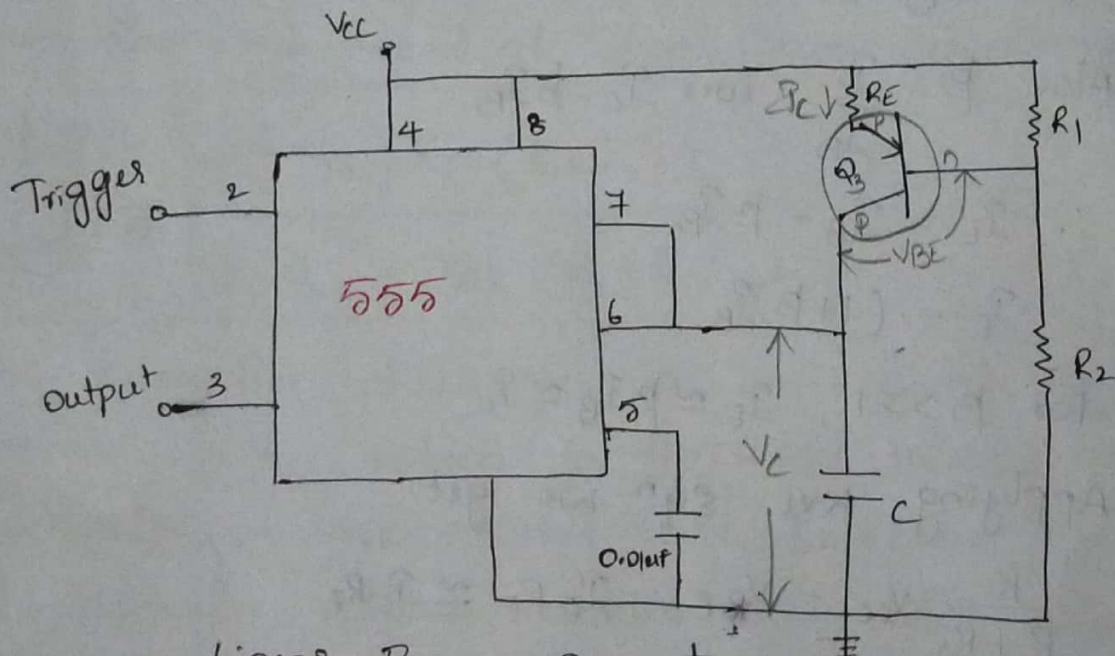 Vcc
4
8
Ic↓
RE
R1
P
Q3
n
P
VBE
Trigger
2
7
555
6
R2
Output
3
5
Vc
C
0.01uf